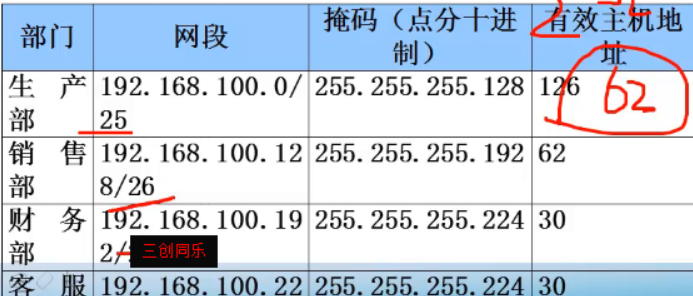 部门 网段 掩码（点分十进制） 有效主机地址
生产部 192.168.100.0/25 255.255.255.128 126 62
销售部 192.168.100.128/26 255.255.255.192 62
财务部 192.168.100.192/ 255.255.255.224 30
三创同乐
客服 192.168.100.22 255.255.255.224 30